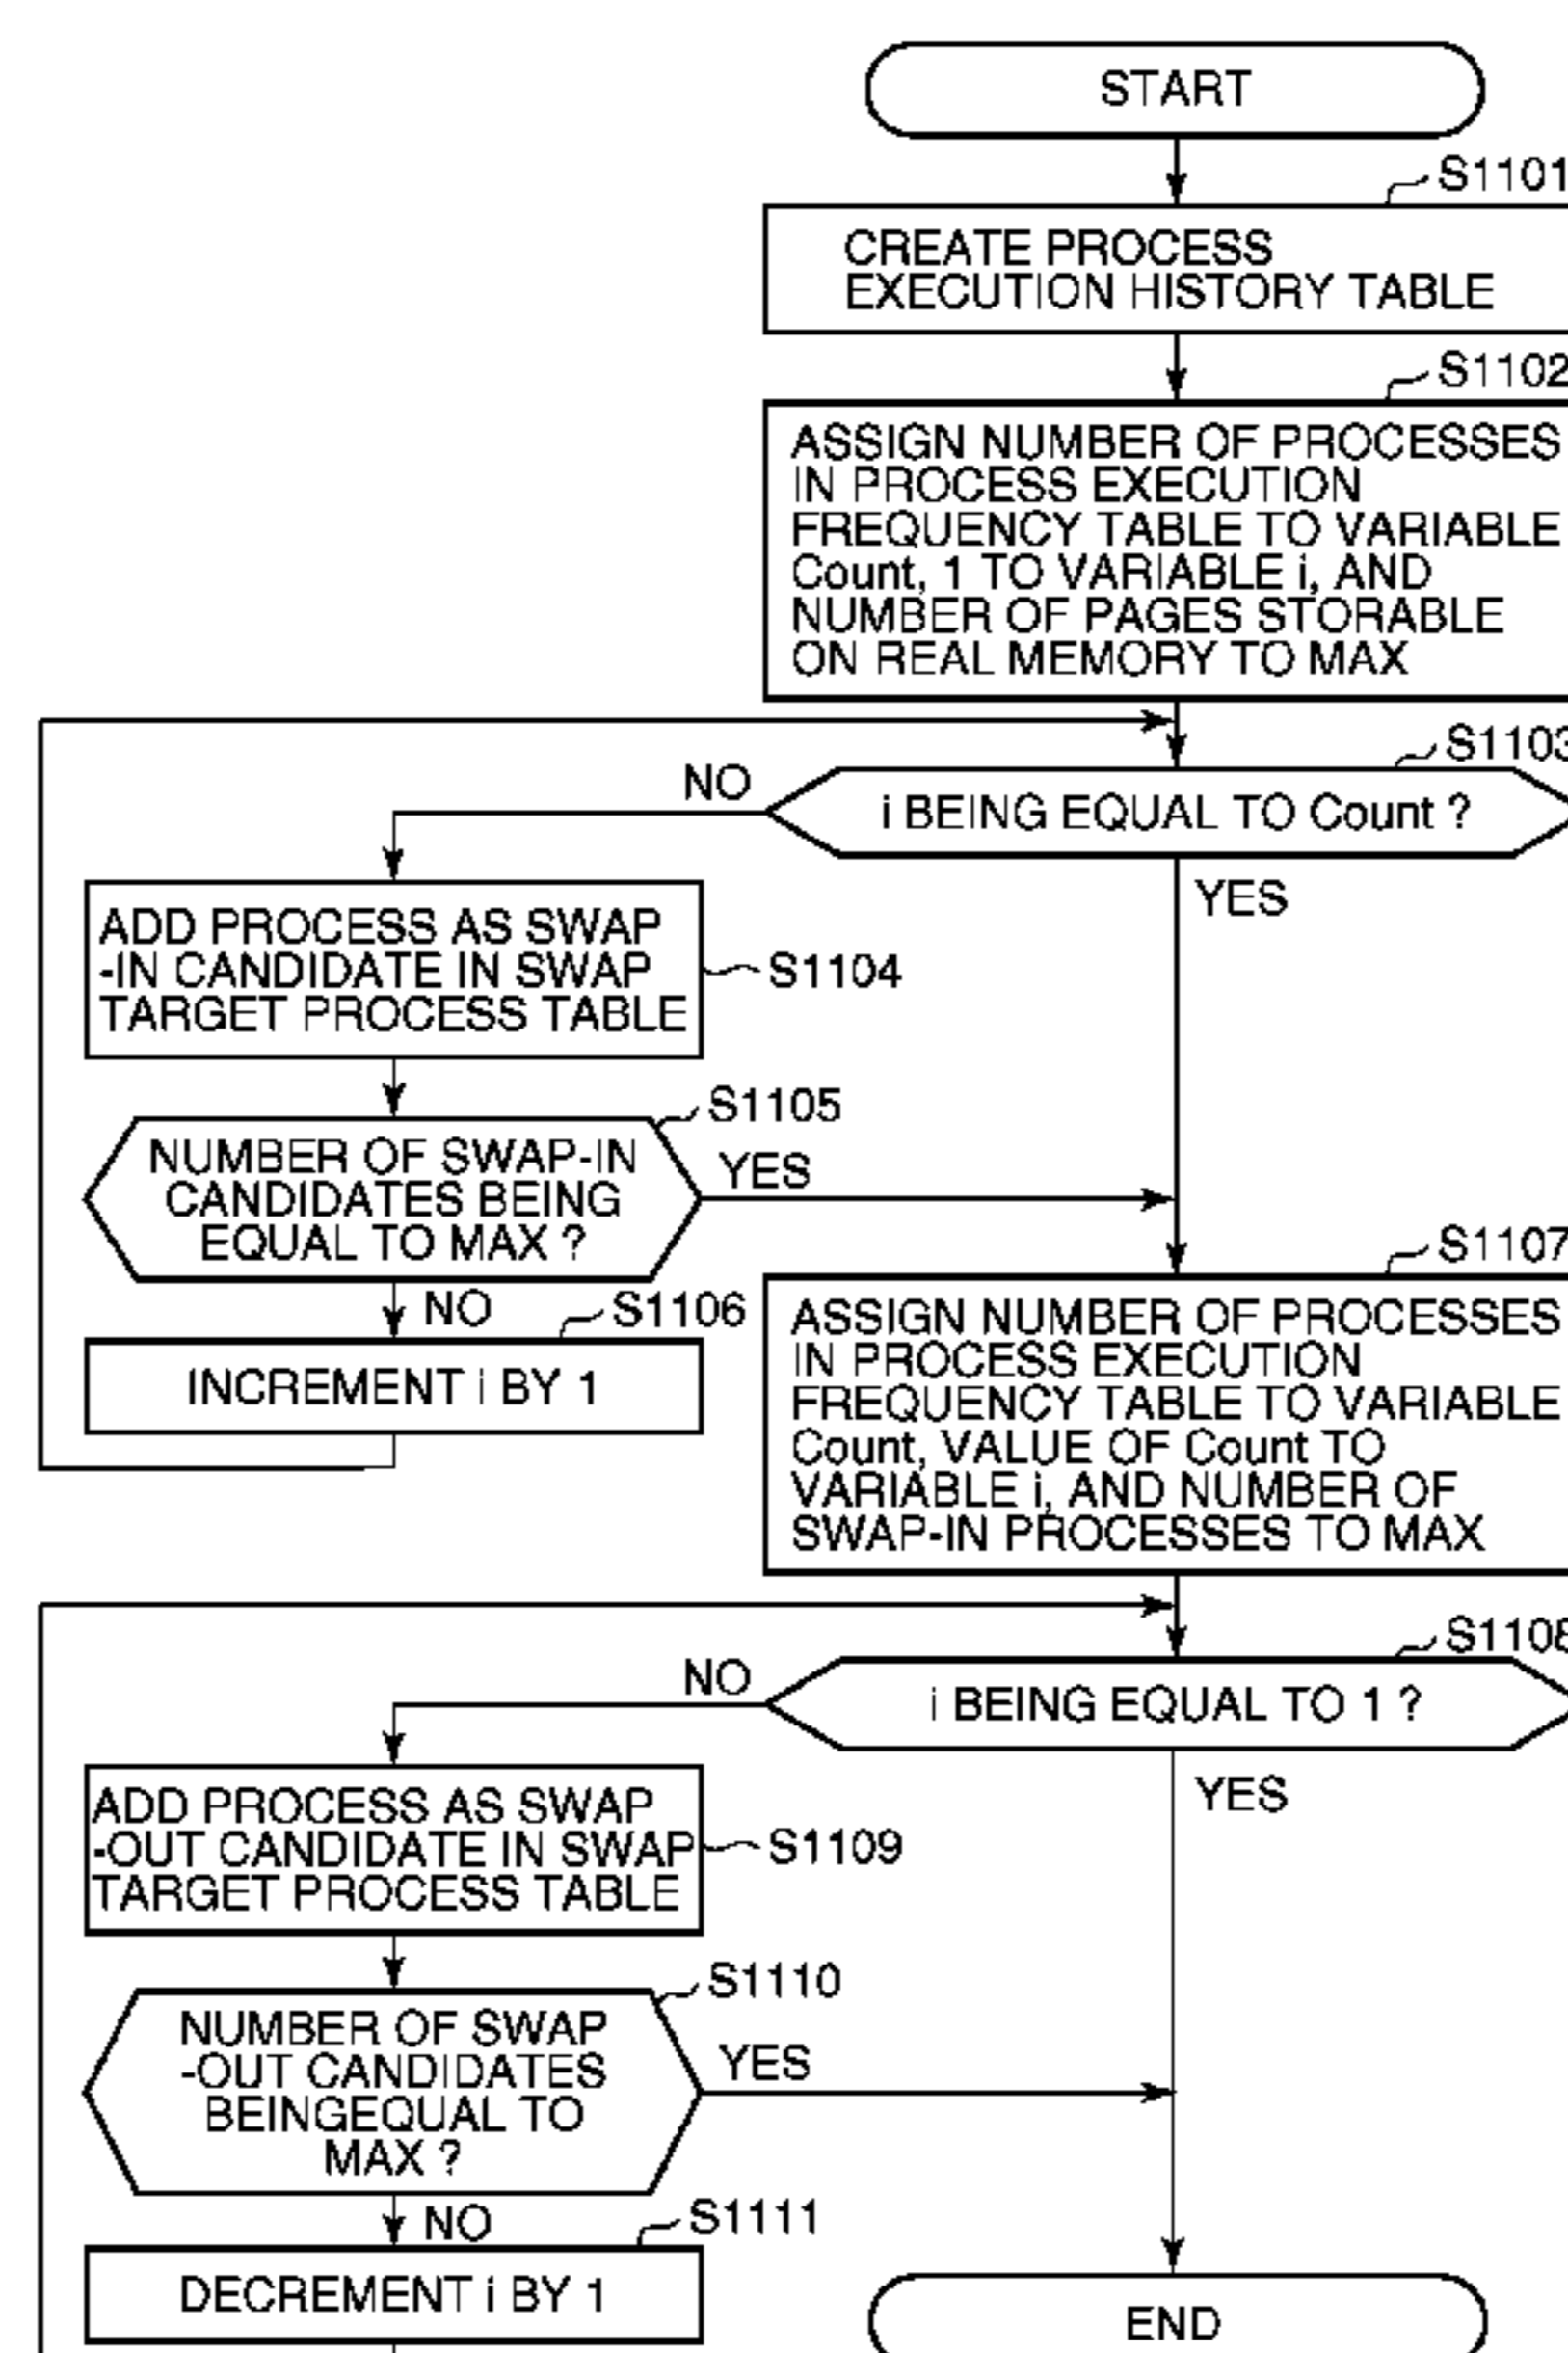 START
S1101
CREATE PROCESS
EXECUTION HISTORY TABLE
S1102
ASSIGN NUMBER OF PROCESSES
IN PROCESS EXECUTION
FREQUENCY TABLE TO VARIABLE
Count, 1 TO VARIABLE i, AND
NUMBER OF PAGES STORABLE
ON REAL MEMORY TO MAX
S1103
NO
i BEING EQUAL TO Count ?
YES
ADD PROCESS AS SWAP
-IN CANDIDATE IN SWAP
TARGET PROCESS TABLE
S1104
S1105
NUMBER OF SWAP-IN
CANDIDATES BEING
EQUAL TO MAX ?
YES
NO
S1106
INCREMENT i BY 1
S1107
ASSIGN NUMBER OF PROCESSES
IN PROCESS EXECUTION
FREQUENCY TABLE TO VARIABLE
Count, VALUE OF Count TO
VARIABLE i, AND NUMBER OF
SWAP-IN PROCESSES TO MAX
S1108
NO
i BEING EQUAL TO 1 ?
YES
ADD PROCESS AS SWAP
-OUT CANDIDATE IN SWAP
TARGET PROCESS TABLE
S1109
S1110
NUMBER OF SWAP
-OUT CANDIDATES
BEINGEQUAL TO
MAX ?
YES
NO
S1111
DECREMENT i BY 1
END